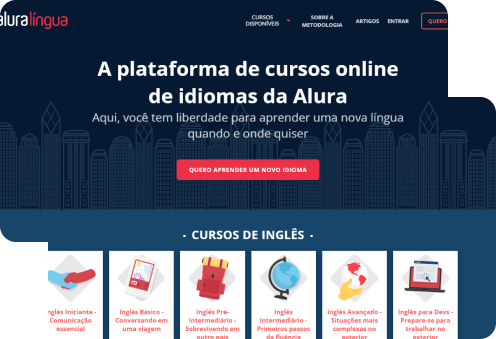 aluralíngua
CURSOS
DISPONÍVEIS
SOBRE A
METODOLOGIA
ARTIGOS
ENTRAR
QUERO
A plataforma de cursos online
de idiomas da Alura
Aqui, você tem liberdade para aprender uma nova língua
quando e onde quiser
QUERO APRENDER UM NOVO IDIOMA
· CURSOS DE INGLÊS ·
Inglês Iniciante -
Comunicação
essencial
Inglês Básico -
Conversando em
uma viagem
Inglês Pré-
intermediário -
Sobrevivendo em
outro país
Inglês
Intermediário -
Primeiros passos
da fluência
Inglês Avançado -
Situações mais
complexas no
exterior
Inglês para Devs -
Prepare-se para
trabalhar no
exterior